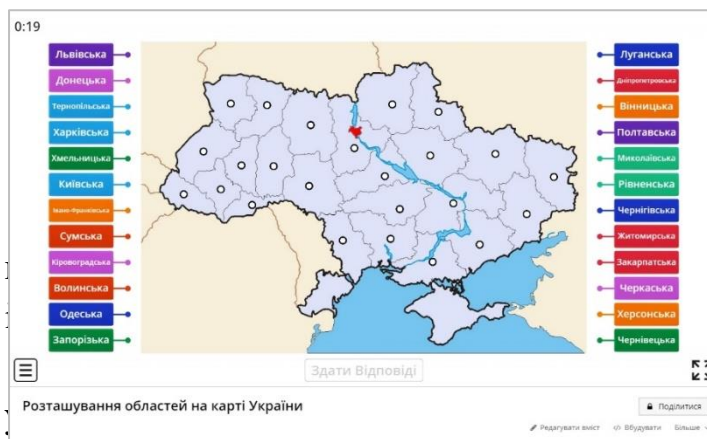 0:19
Львівська
Донецька
Тернопільська
Харківська
Хмельницька
Київська
Івано-Франківська
Сумська
Кіровоградська
Волинська
Одеська
Запорізька
Луганська
Дніпропетровська
Вінницька
Полтавська
Миколаївська
Рівненська
Чернігівська
Житомирська
Закарпатська
Черкаська
Херсонська
Чернівецька
Здати Відповіді
Розташування областей на карті України
Поділитися
Редагувати вміст Вбудувати Більше